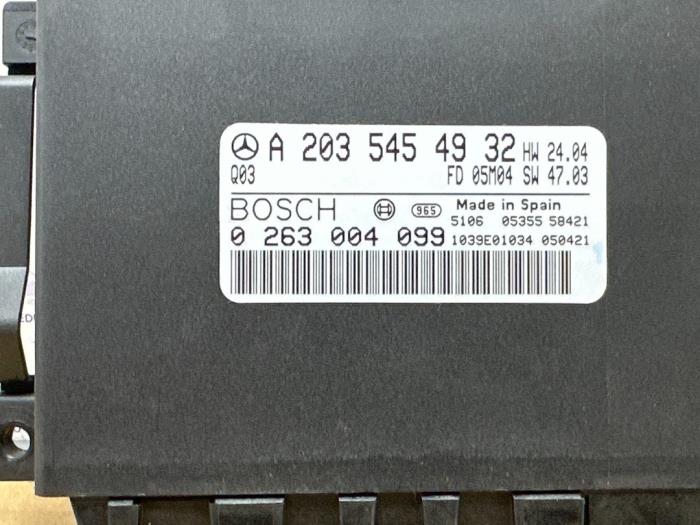 A 203 545 49 32 HW 24.04
Q03 FD 05M04 SW 47.03
BOSCH 965 Made in Spain
5106 05355 58421
0 263 004 099 1039E01034 050421